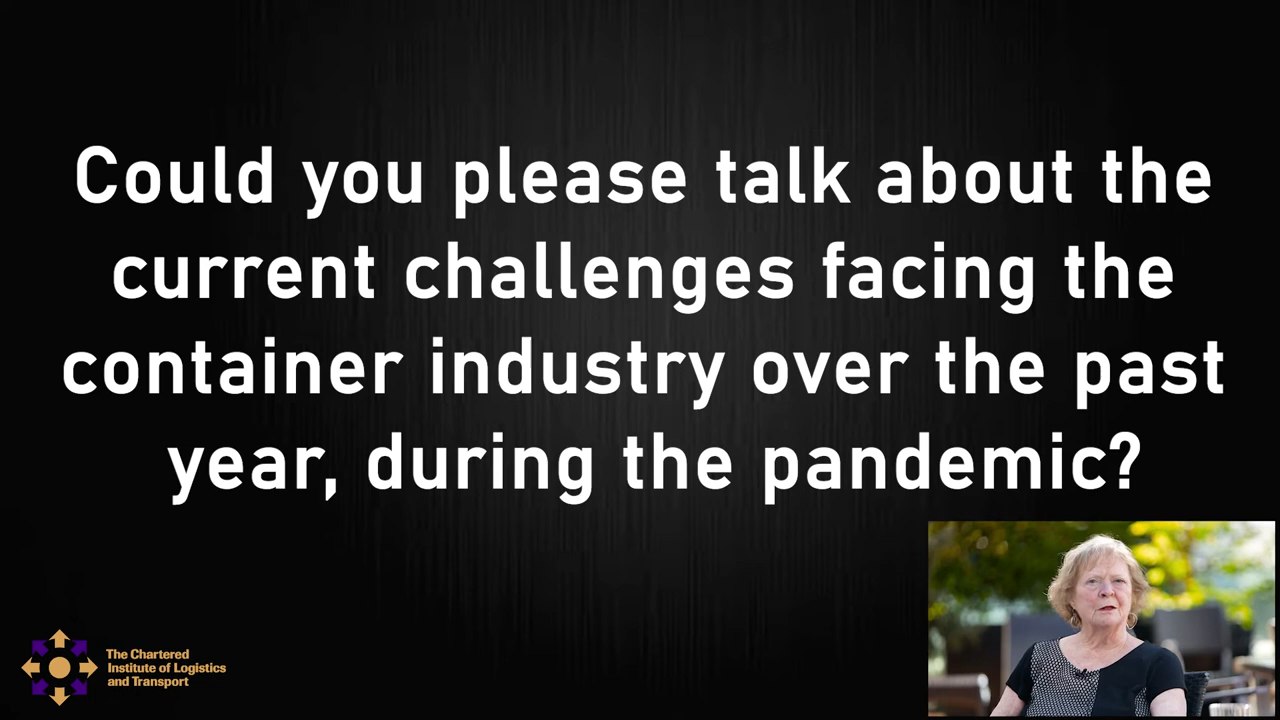 Could you please talk about the
current challenges facing the
container industry over the past
year, during the pandemic?
The Chartered
Institute of Logistics
and Transport